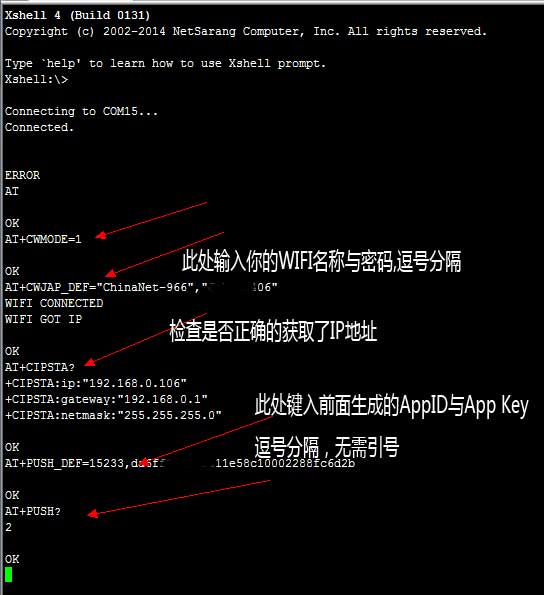 Xshell 4 (Build 0131)
Copyright (c) 2002-2014 NetSarang Computer, Inc. All rights reserved.
Type `help' to learn how to use Xshell prompt.
Xshell:\>
Connecting to COM15...
Connected.
ERROR
AT
OK
AT+CWMODE=1
此处输入你的WIFI名称与密码,逗号分隔
OK
AT+CWJAP_DEF="ChinaNet-966"," 406"
WIFI CONNECTED
WIFI GOT IP
检查是否正确的获取了IP地址
OK
AT+CIPSTA?
+CIPSTA:ip:"192.168.0.106"
+CIPSTA:gateway:"192.168.0.1"
+CIPSTA:netmask:"255.255.255.0"
此处键入前面生成的AppID与App Key
逗号分隔，无需引号
OK
AT+PUSH_DEF=15233, 11e58c10002288fc6d2b
OK
AT+PUSH?
2
OK